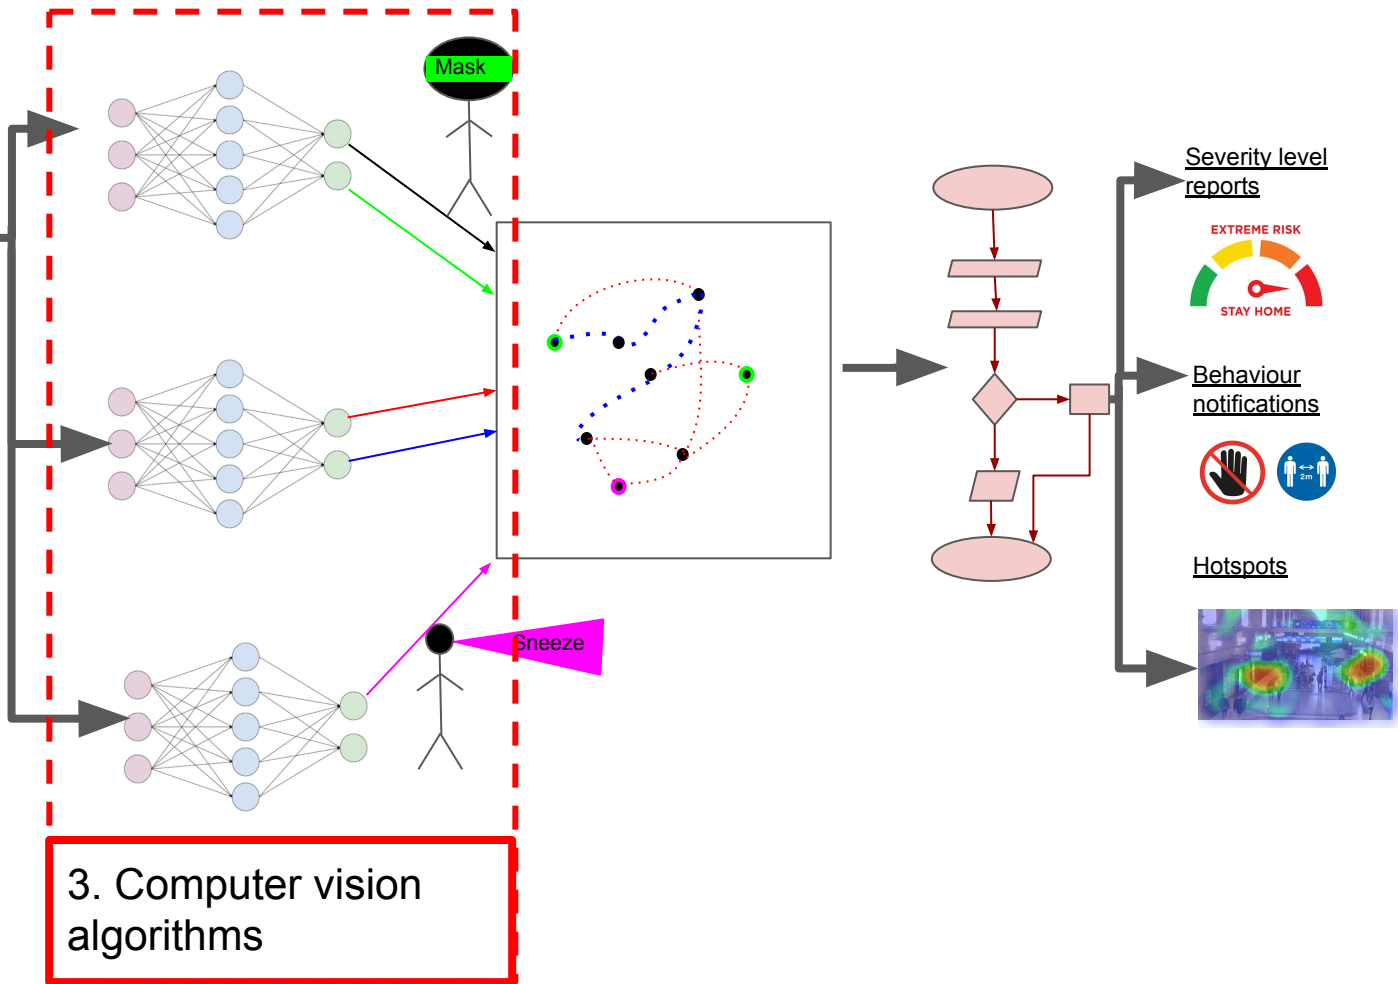 Mask
Severity level
reports
EXTREME RISK
STAY HOME
Behaviour
notifications
2m
Sneeze
Hotspots
3. Computer vision
algorithms